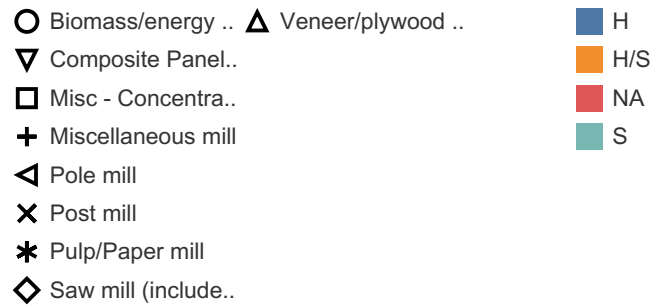 Biomass/energy .. Veneer/plywood ..
Composite Panel..
Misc - Concentra..
Miscellaneous mill
Pole mill
Post mill
Pulp/Paper mill
Saw mill (include..
H
H/S
NA
S